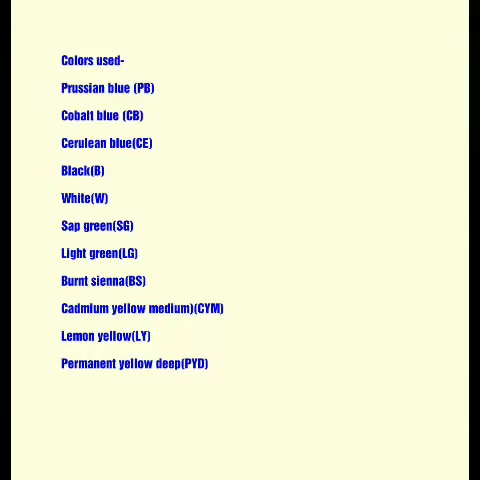 Colors used-
Prussian blue (PB)
Cobalt blue (CB)
Cerulean blue(CE)
Black(B)
White(W)
Sap green(SG)
Light green(LG)
Burnt sienna(BS)
Cadmium yellow medium)(CYM)
Lemon yellow(LY)
Permanent yellow deep(PYD)